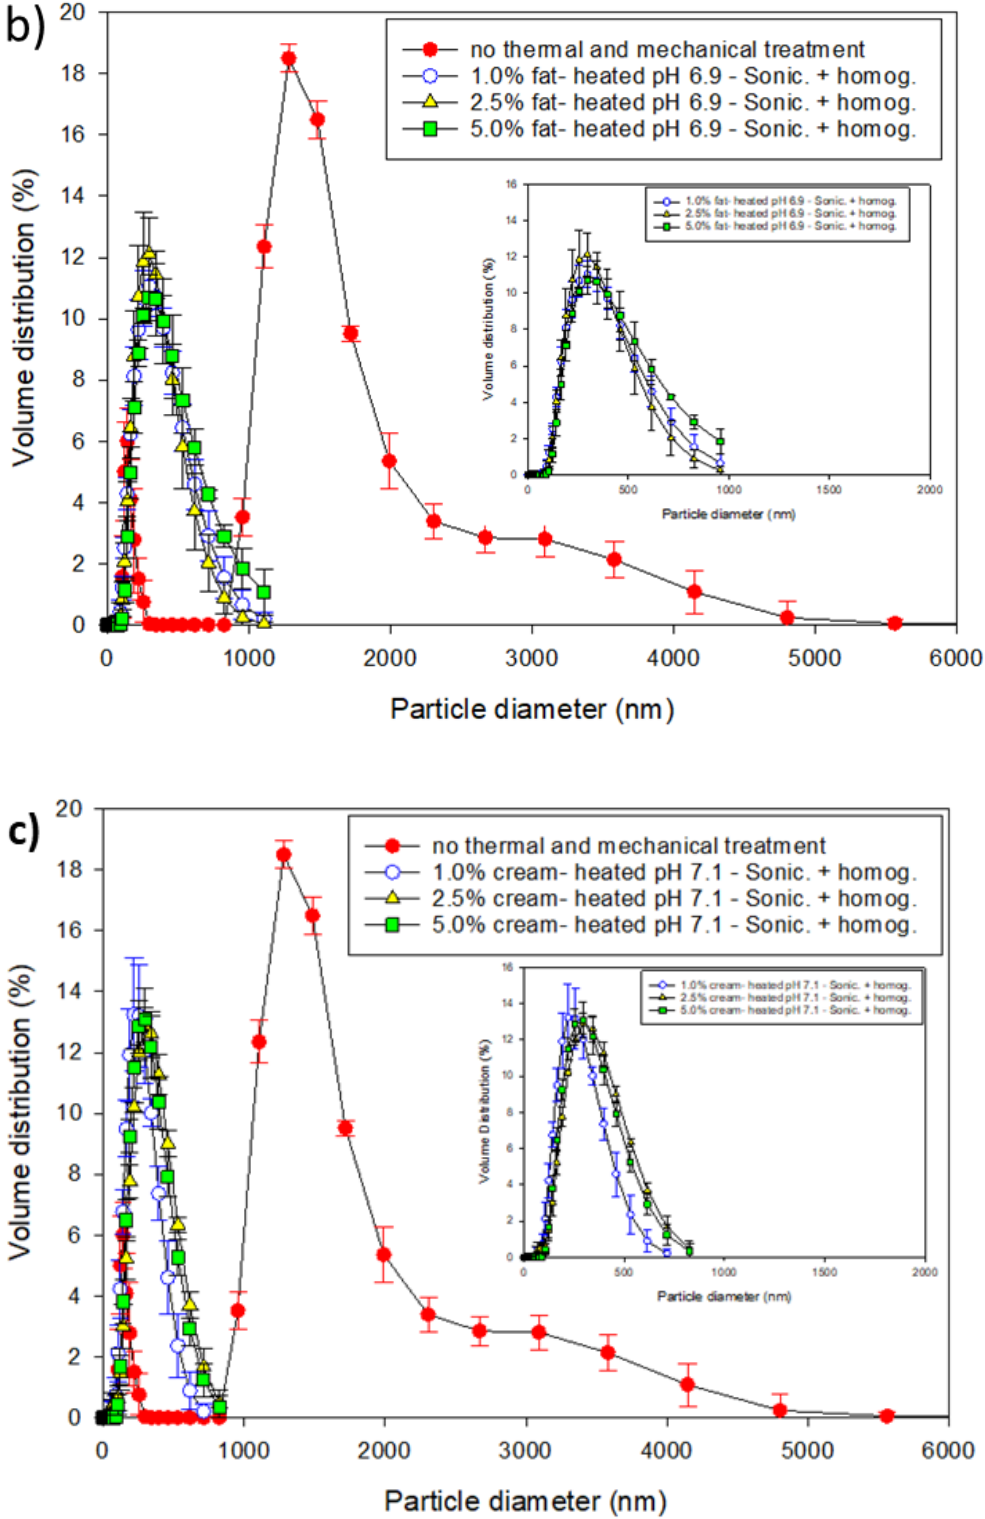 b)
20
18
16
14
12
10
8
6
4
2
0
Volume distribution (%)
no thermal and mechanical treatment
1.0% fat- heated pH 6.9 - Sonic. + homog.
2.5% fat- heated pH 6.9 - Sonic. + homog.
5.0% fat- heated pH 6.9 - Sonic. + homog.
16
14
12
10
8
6
4
2
0
Volume distribution (%)
1.0% fat- heated pH 6.9 - Sonic. + homog.
2.5% fat- heated pH 6.9 - Sonic. + homog.
5.0% fat- heated pH 6.9 - Sonic. + homog.
0 500 1000 1500 2000
Particle diameter (nm)
0 1000 2000 3000 4000 5000 6000
Particle diameter (nm)
c)
20
18
16
14
12
10
8
6
4
2
0
Volume distribution (%)
no thermal and mechanical treatment
1.0% cream- heated pH 7.1 - Sonic. + homog.
2.5% cream- heated pH 7.1 - Sonic. + homog.
5.0% cream- heated pH 7.1 - Sonic. + homog.
16
14
12
10
8
6
4
2
0
Volume Distribution (%)
1.0% cream- heated pH 7.1 - Sonic. + homog.
2.5% cream- heated pH 7.1 - Sonic. + homog.
5.0% cream- heated pH 7.1 - Sonic. + homog.
0 500 1000 1500 2000
Particle diameter (nm)
0 1000 2000 3000 4000 5000 6000
Particle diameter (nm)